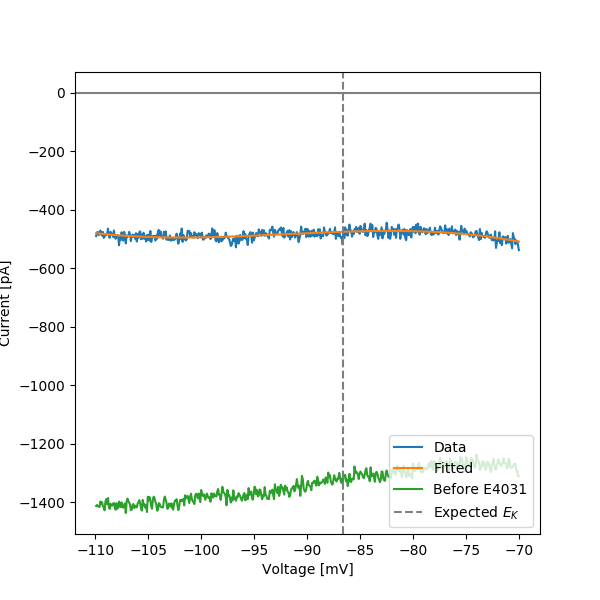 0
−200
−400
−600
−800
−1000
−1200
−1400
Current [pA]
Data
Fitted
Before E4031
Expected E_K
−110 −105 −100 −95 −90 −85 −80 −75 −70
Voltage [mV]